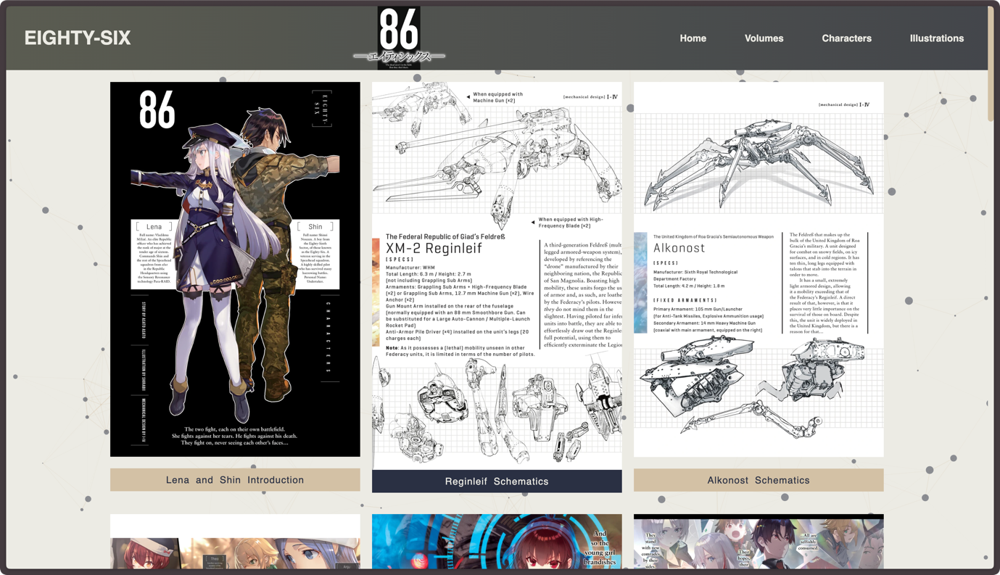 EIGHTY-SIX
86
—エイティシックス—
Home
Volumes
Characters
Illustrations
86
EIGHTY-
SIX
Lena
Full name: Vladilena
Milizé. An elite Republic
officer who has achieved
the rank of major at the
tender age of sixteen.
Commands Shin and
the rest of the Spearhead
squadron from afar
in the Republic
Headquarters using
the Sensory Resonance
technology Para-RAID.
Shin
Full name: Shinei
Nouzen. A boy from
the Eighty-Sixth
Sector, of those known
as the Eighty-Six. A
veteran serving in the
Spearhead squadron.
A highly skilled pilot
who has survived many
harrowing battles.
Personal Name:
Undertaker.
STORY BY ASATO ASATO
ILLUSTRATION BY SHIRABII
MECHANICAL DESIGN BY I-IV
CHARACTERS
The two fight, each on their own battlefield.
She fights against her tears. He fights against his death.
They fight on, never seeing each other's faces...
Lena and Shin Introduction
When equipped with
Machine Gun (×2)
[mechanical design] I-IV
When equipped with High-
Frequency Blade (×2)
The Federal Republic of Giad's Feldreß
XM-2 Reginleif
[SPECS]
Manufacturer: WHM
Total Length: 6.3 m / Height: 2.7 m
(not including Grappling Sub Arms)
Armaments: Grappling Sub Arms + High-Frequency Blade
(×2) or Grappling Sub Arms, 12.7 mm Machine Gun (×2), Wire
Anchor (×2)
Gun Mount Arm installed on the rear of the fuselage
(normally equipped with an 88 mm Smoothbore Gun. Can
be substituted for a Large Auto-Cannon / Multiple-Launch
Rocket Pad)
Anti-Armor Pile Driver (×4) installed on the unit's legs (20
charges each)
Note: As it possesses a (lethal) mobility unseen in other
Federacy units, it is limited in terms of the number of pilots.
A third-generation Feldreß (mult
legged armored-weapon system),
developed by referencing the
"drone" manufactured by their
neighboring nation, the Republic
of San Magnolia. Boasting high
mobility, these units forgo the us
of armor and, as such, are loathe
by the Federacy's pilots. Howeve
they do not mind them in the
slightest. Having piloted far infe
units into battle, they are able to
effortlessly draw out the Reginle
full potential, using them to
efficiently exterminate the Legio
Reginleif Schematics
[mechanical design] I-IV
The United Kingdom of Roa Gracia's Semiautonomous Weapon
Alkonost
[SPECS]
Manufacturer: Sixth Royal Technological
Department Factory
Total Length: 4.2 m / Height: 1.8 m
[FIXED ARMAMENTS]
Primary Armament: 105 mm Gun/Launcher
(for Anti-Tank Missiles, Explosive Ammunition usage)
Secondary Armament: 14 mm Heavy Machine Gun
(coaxial with main armament, equipped on the right)
The Feldreß that makes up the
bulk of the United Kingdom of Roa
Gracia's military. A unit designed
for combat on snowy fields, on icy
surfaces, and in cold regions. It has
ten thin, long legs equipped with
talons that stab into the terrain in
order to move.
It has a small, extremely
light armored design, allowing
it a mobility exceeding that of
the Federacy's Reginleif. A direct
result of that, however, is that it
places very little importance on the
survival of those on board. Despite
this, the unit is widely deployed in
the United Kingdom, but there is a
reason for that...
Alkonost Schematics
Theo
Anju
And
so the
young girl
brandishes
They
stand
with new
comrades
by their
sides.
Their
hopes,
their
All are
selfishly
consumed.